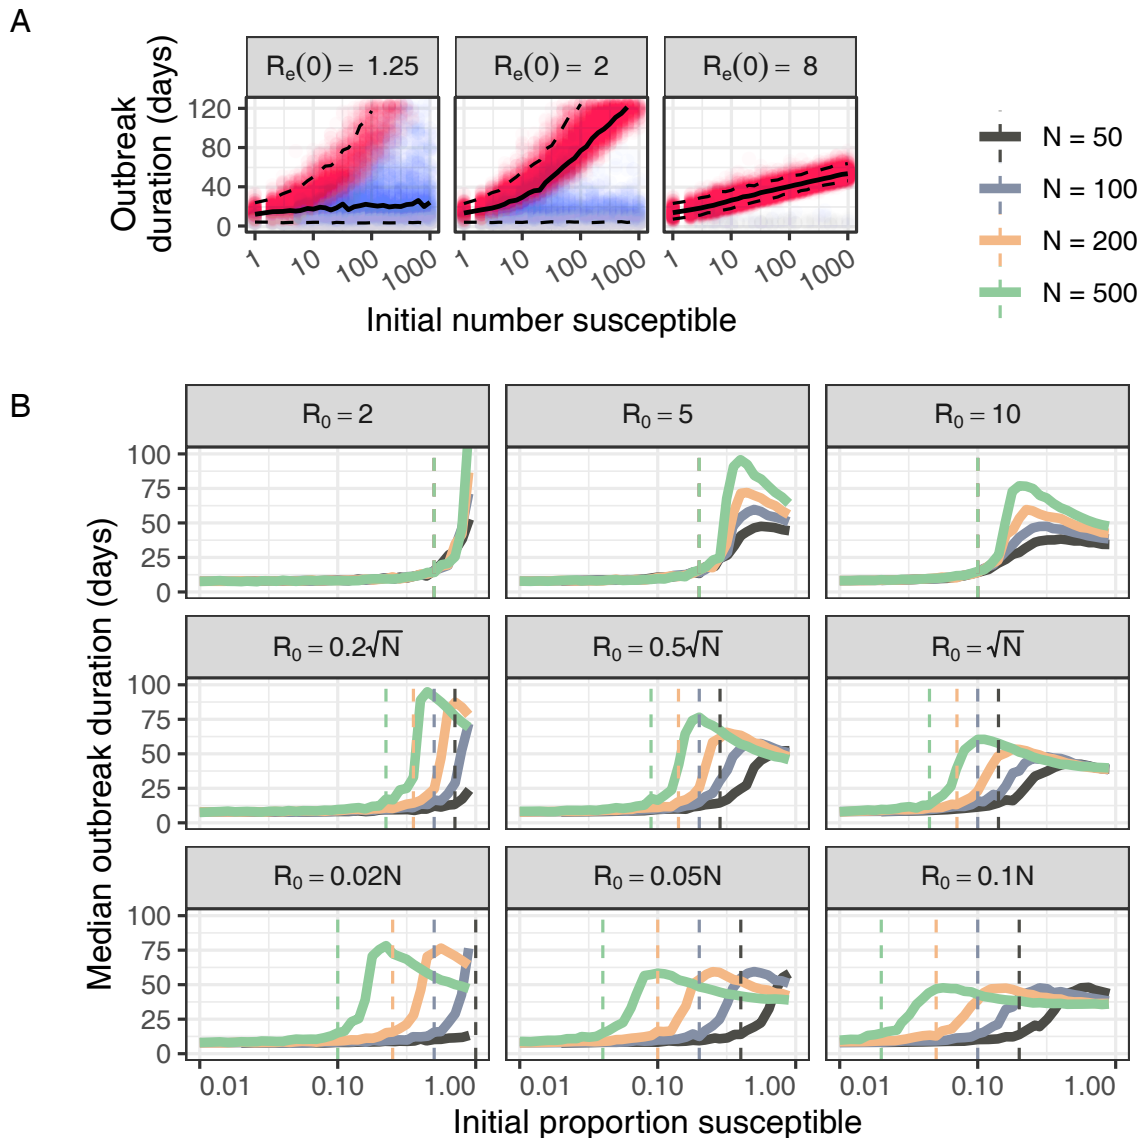 A
Outbreak
duration (days)
Rₑ(0) = 1.25
Rₑ(0) = 2
Rₑ(0) = 8
120
80
40
0
1 10 100 1000
1 10 100 1000
1 10 100 1000
Initial number susceptible
N = 50
N = 100
N = 200
N = 500
B
Median outbreak duration (days)
R₀ = 2
R₀ = 5
R₀ = 10
100
75
50
25
0
R₀ = 0.2√N
R₀ = 0.5√N
R₀ = √N
100
75
50
25
0
R₀ = 0.02N
R₀ = 0.05N
R₀ = 0.1N
100
75
50
25
0
0.01 0.10 1.00
0.01 0.10 1.00
0.01 0.10 1.00
Initial proportion susceptible